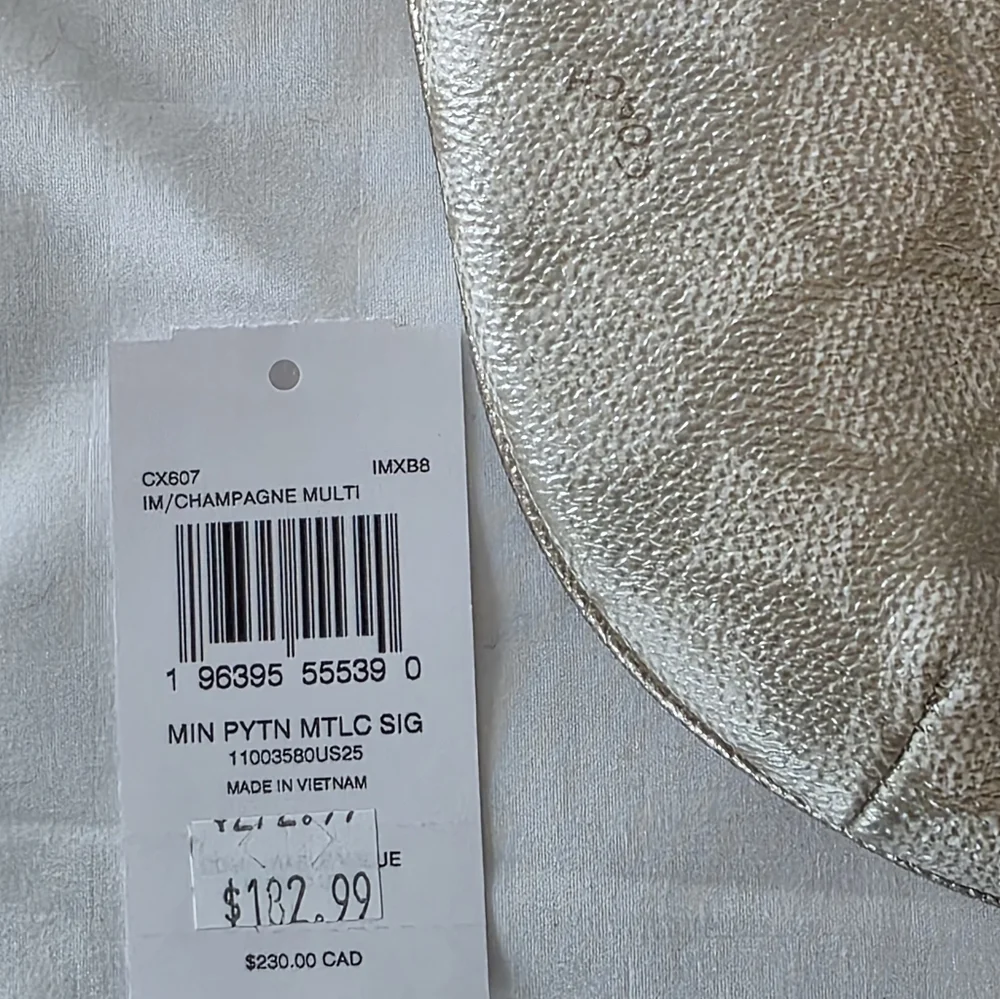 COACH
CX607 IMXB8
IM/CHAMPAGNE MULTI
1 96395 55539 0
MIN PYTN MTLC SIG
11003580US25
MADE IN VIETNAM
UE
$182.99
$230.00 CAD